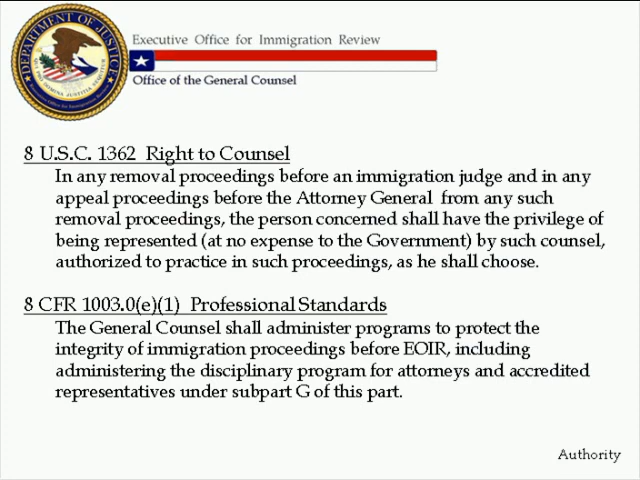 DEPARTMENT OF JUSTICE
Executive Office for Immigration Review
Office of the General Counsel
8 U.S.C. 1362 Right to Counsel
In any removal proceedings before an immigration judge and in any
appeal proceedings before the Attorney General from any such
removal proceedings, the person concerned shall have the privilege of
being represented (at no expense to the Government) by such counsel,
authorized to practice in such proceedings, as he shall choose.
8 CFR 1003.0(e)(1) Professional Standards
The General Counsel shall administer programs to protect the
integrity of immigration proceedings before EOIR, including
administering the disciplinary program for attorneys and accredited
representatives under subpart G of this part.
Authority